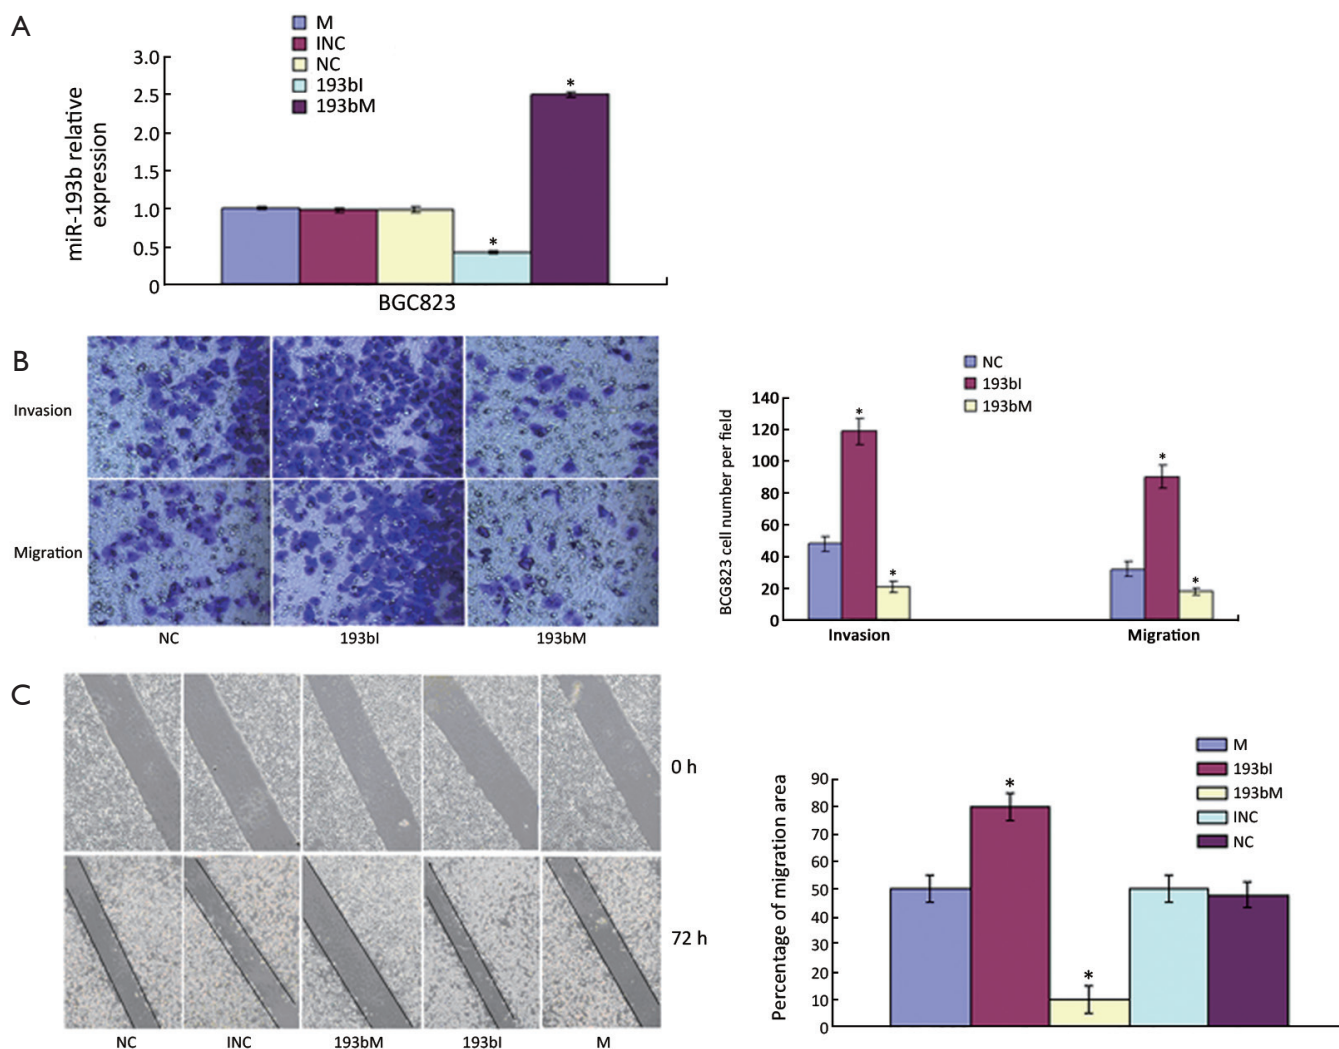 A
M
INC
NC
193bI
193bM
miR-193b relative
expression
3.0
2.5
2.0
1.5
1.0
0.5
0
*
*
BGC823
B
Invasion
Migration
NC
193bI
193bM
NC
193bI
193bM
BCG823 cell number per field
140
120
100
80
60
40
20
0
*
*
*
*
Invasion
Migration
C
0 h
72 h
NC
INC
193bM
193bI
M
M
193bI
193bM
INC
NC
Percentage of migration area
90
80
70
60
50
40
30
20
10
0
*
*